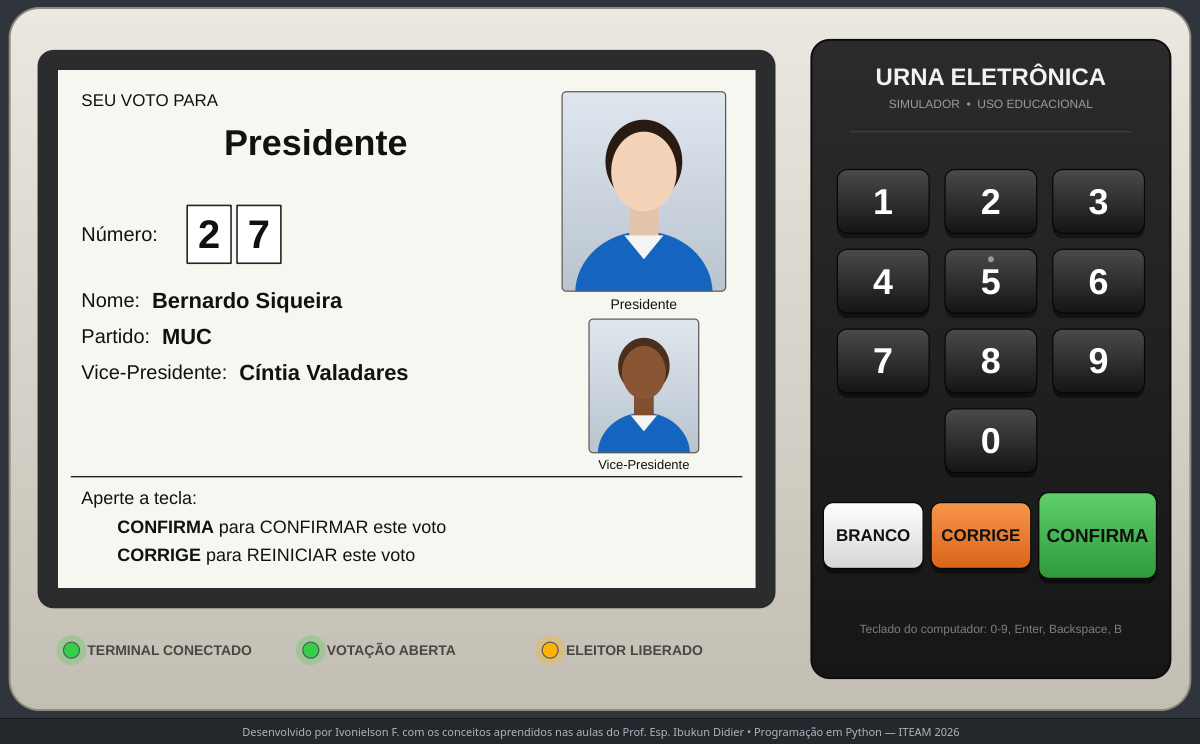 SEU VOTO PARA
Presidente
Número: 2 7
Nome: Bernardo Siqueira
Partido: MUC
Vice-Presidente: Cíntia Valadares
Presidente
Vice-Presidente
Aperte a tecla:
CONFIRMA para CONFIRMAR este voto
CORRIGE para REINICIAR este voto
TERMINAL CONECTADO VOTAÇÃO ABERTA ELEITOR LIBERADO
URNA ELETRÔNICA
SIMULADOR • USO EDUCACIONAL
1 2 3
4 5 6
7 8 9
0
BRANCO CORRIGE CONFIRMA
Teclado do computador: 0-9, Enter, Backspace, B
Desenvolvido por Ivonielson F. com os conceitos aprendidos nas aulas do Prof. Esp. Ibukun Didier • Programação em Python — ITEAM 2026